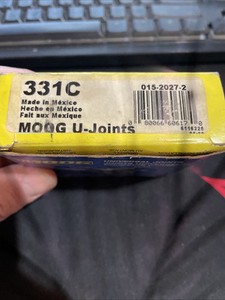 331C
015-2027-2
Made in México
Hecho en México
Fait aux Mexique
MOOG U-Joints
0 80066 60617 0